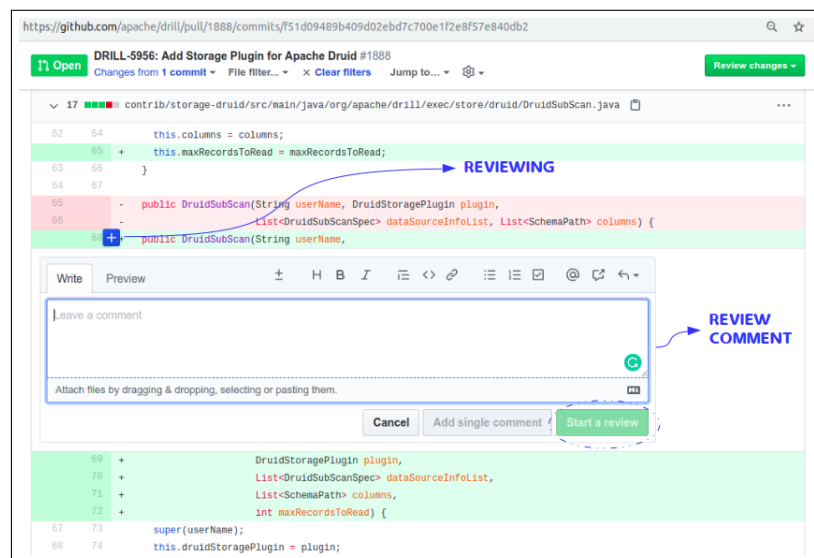 https://github.com/apache/drill/pull/1888/commits/f51d09489b409d02ebd7c700e1f2e8f57e840db2
Open
DRILL-5956: Add Storage Plugin for Apache Druid #1888
Changes from 1 commit File filter... × Clear filters Jump to...
Review changes
17 contrib/storage-druid/src/main/java/org/apache/drill/exec/store/druid/DruidSubScan.java ...
62 64 this.columns = columns;
65 + this.maxRecordsToRead = maxRecordsToRead;
63 66 }
REVIEWING
64 67
65 - public DruidSubScan(String userName, DruidStoragePlugin plugin,
66 - List<DruidSubScanSpec> dataSourceInfoList, List<SchemaPath> columns) {
68 + public DruidSubScan(String userName,
Write Preview H B I <> @
Leave a comment
REVIEW
COMMENT
Attach files by dragging & dropping, selecting or pasting them.
Cancel Add single comment Start a review
69 + DruidStoragePlugin plugin,
70 + List<DruidSubScanSpec> dataSourceInfoList,
71 + List<SchemaPath> columns,
72 + int maxRecordsToRead) {
67 73 super(userName);
68 74 this.druidStoragePlugin = plugin;